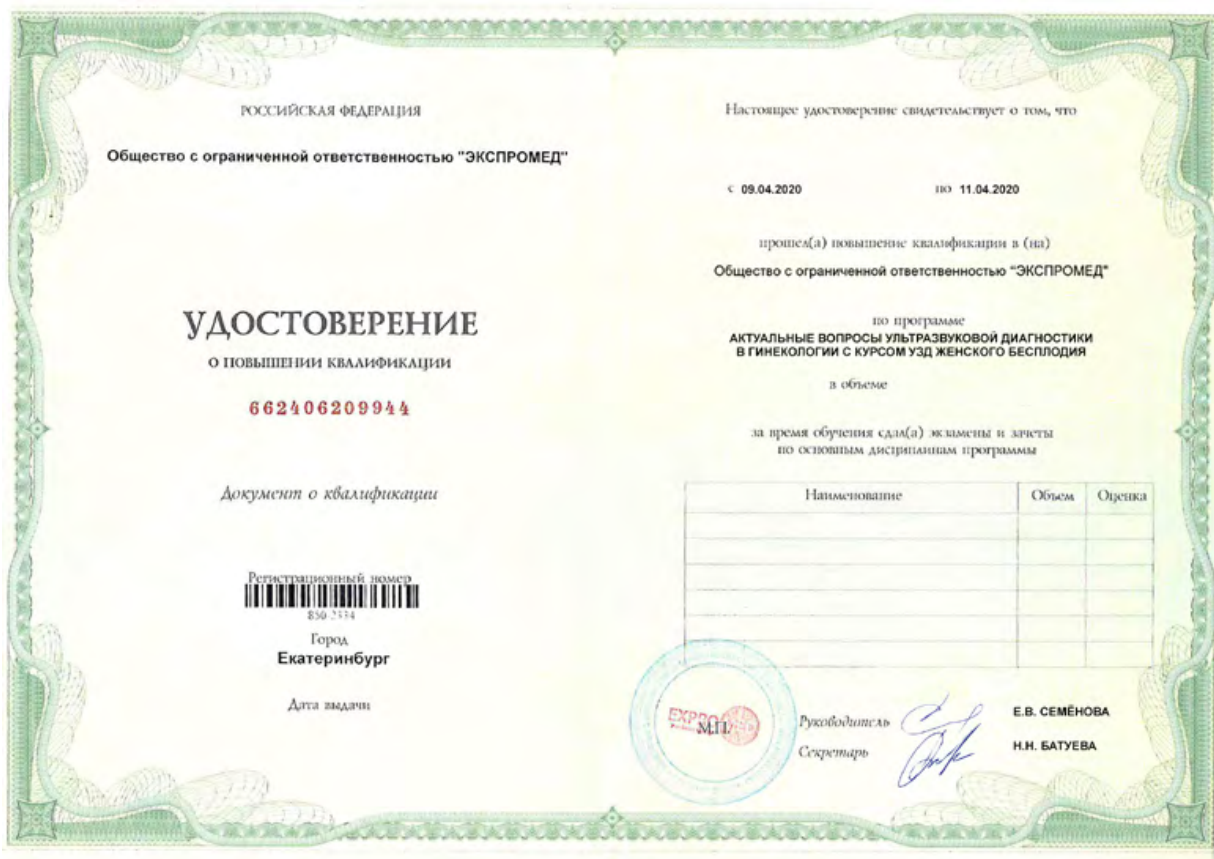 РОССИЙСКАЯ ФЕДЕРАЦИЯ
Общество с ограниченной ответственностью "ЭКСПРОМЕД"
УДОСТОВЕРЕНИЕ
О ПОВЫШЕНИИ КВАЛИФИКАЦИИ
662406209944
Документ о квалификации
Регистрационный номер
850-2334
Город
Екатеринбург
Дата выдачи
Настоящее удостоверение свидетельствует о том, что
с 09.04.2020 по 11.04.2020
прошел(а) повышение квалификации в (на)
Общество с ограниченной ответственностью "ЭКСПРОМЕД"
по программе
АКТУАЛЬНЫЕ ВОПРОСЫ УЛЬТРАЗВУКОВОЙ ДИАГНОСТИКИ
В ГИНЕКОЛОГИИ С КУРСОМ УЗД ЖЕНСКОГО БЕСПЛОДИЯ
в объеме
за время обучения сдал(а) экзамены и зачеты
по основным дисциплинам программы
Наименование Объем Оценка
М.П.
Руководитель Е.В. СЕМЁНОВА
Секретарь Н.Н. БАТУЕВА